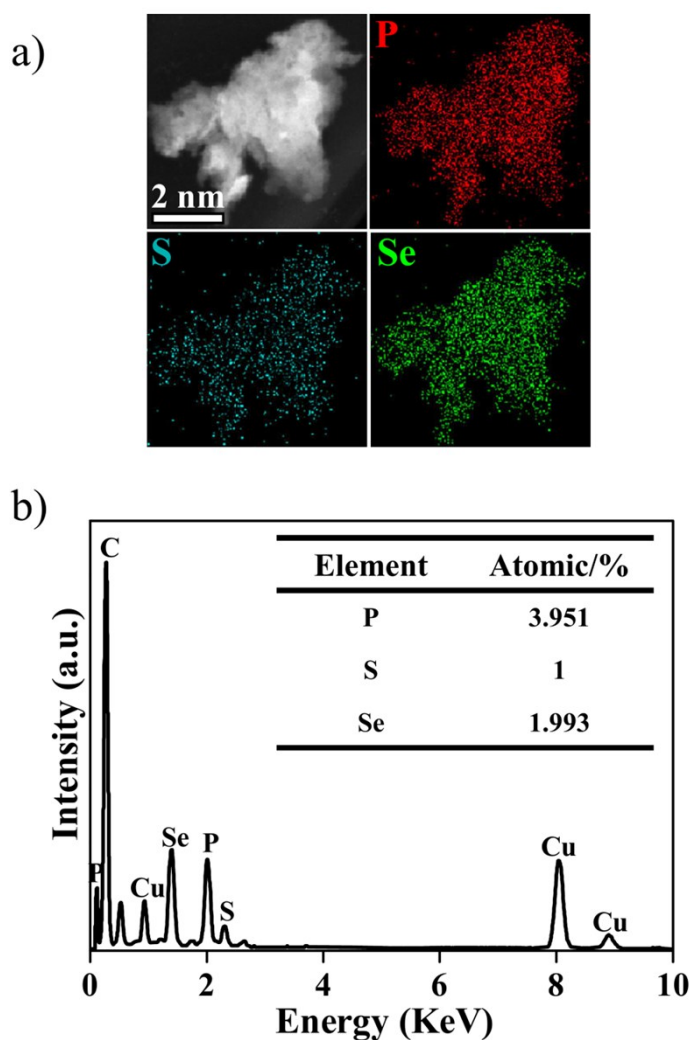 a)
P
2 nm
S
Se
b)
C
Element Atomic/%
P 3.951
S 1
Se 1.993
Intensity (a.u.)
P
Cu
Se
P
S
Cu
Cu
0 2 4 6 8 10
Energy (KeV)